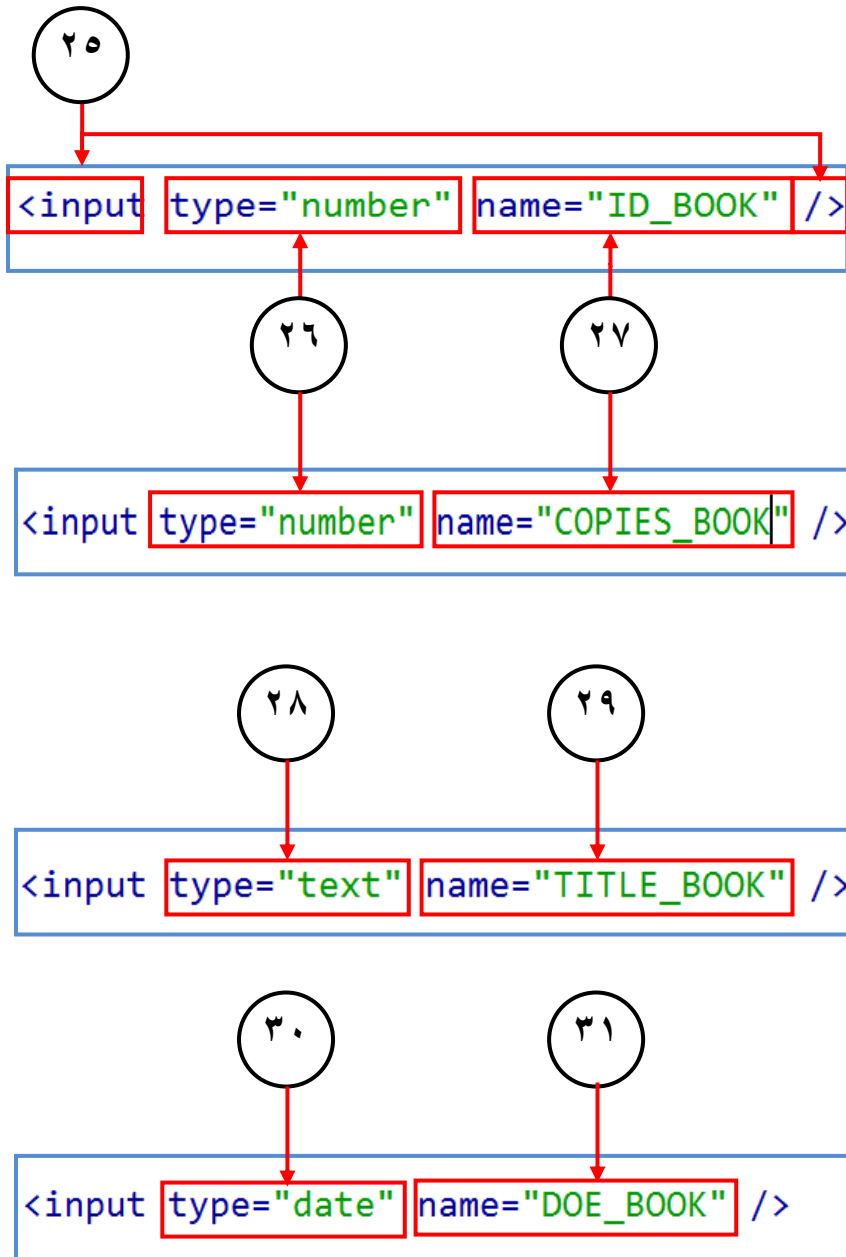 ٢٥
<input type="number" name="ID_BOOK" />
٢٦ ٢٧
<input type="number" name="COPIES_BOOK" />
٢٨ ٢٩
<input type="text" name="TITLE_BOOK" />
٣٠ ٣١
<input type="date" name="DOE_BOOK" />